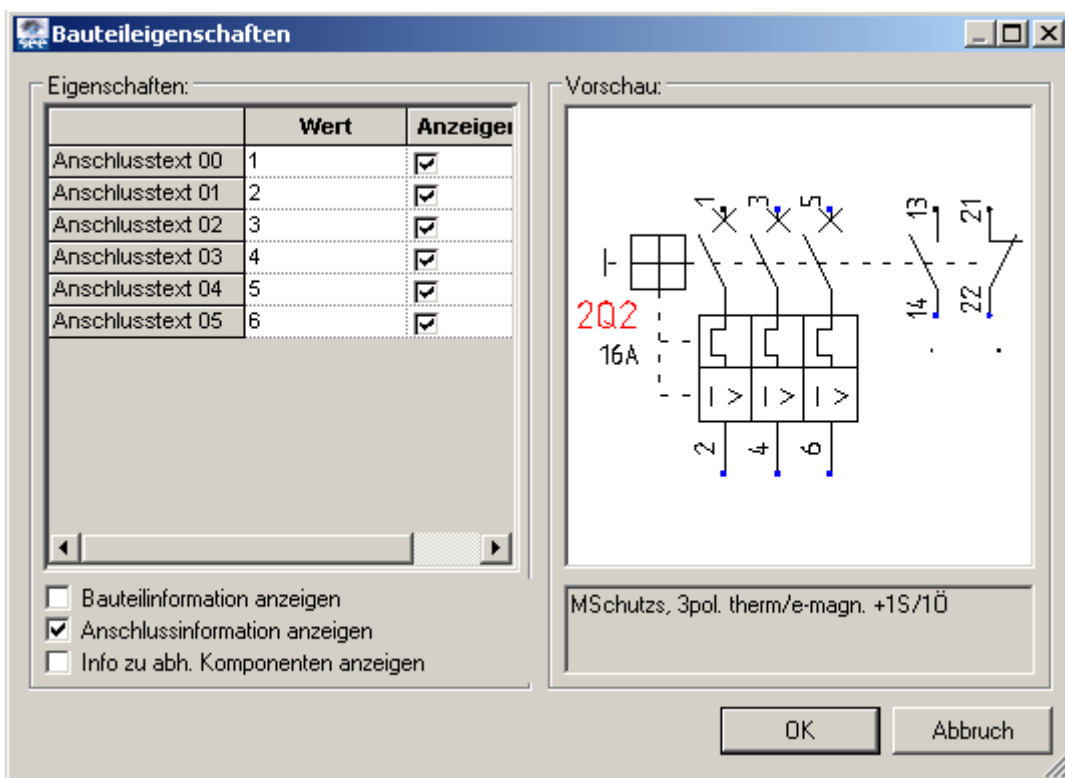 see Bauteileigenschaften
Eigenschaften:
Wert Anzeigen
Anschlusstext 00 1
Anschlusstext 01 2
Anschlusstext 02 3
Anschlusstext 03 4
Anschlusstext 04 5
Anschlusstext 05 6
Bauteilinformation anzeigen
Anschlussinformation anzeigen
Info zu abh. Komponenten anzeigen
Vorschau:
1 3 5 13 21
2Q2
16A
14 22
I > I > I >
2 4 6
MSchutzs, 3pol. therm/e-magn. +1S/1Ö
OK Abbruch